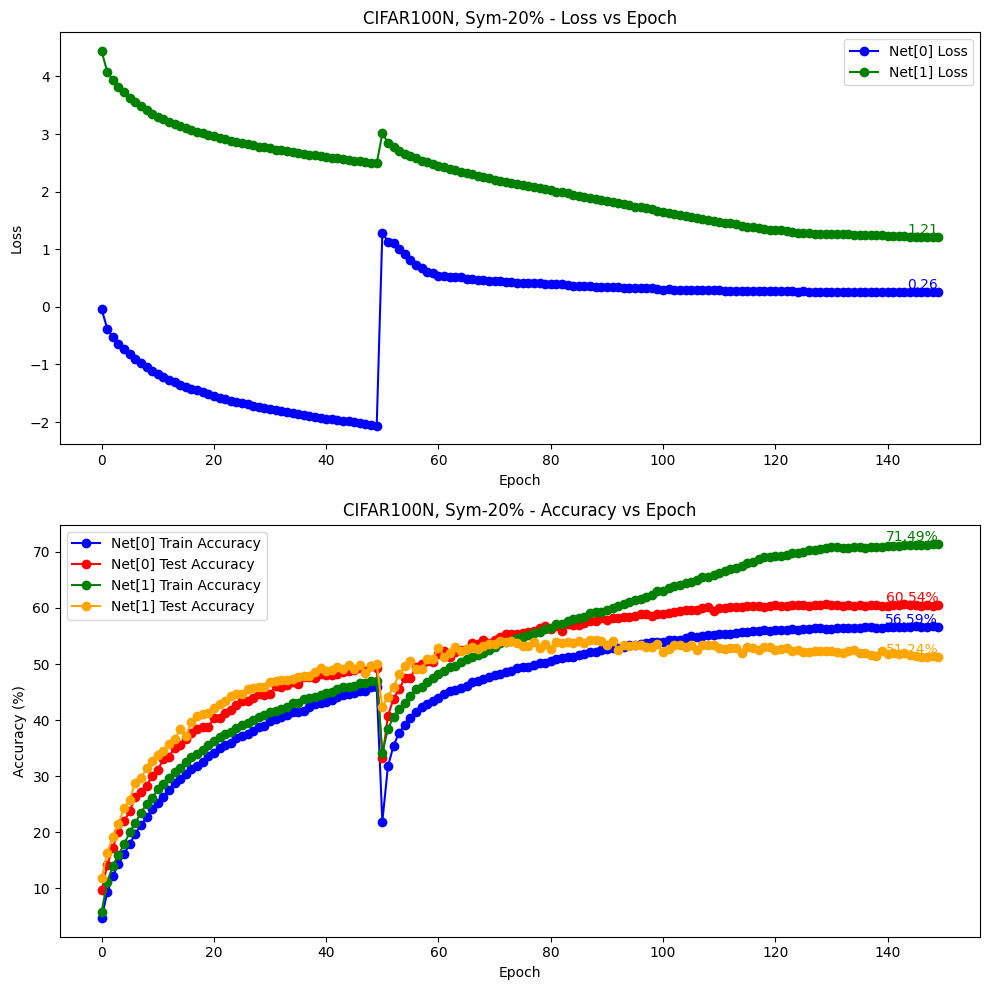 CIFAR100N, Sym-20% - Loss vs Epoch
Net[0] Loss
Net[1] Loss
4
3
2
1
0
−1
−2
Loss
1.21
0.26
0 20 40 60 80 100 120 140
Epoch
CIFAR100N, Sym-20% - Accuracy vs Epoch
Net[0] Train Accuracy
Net[0] Test Accuracy
Net[1] Train Accuracy
Net[1] Test Accuracy
70
60
50
40
30
20
10
Accuracy (%)
71.49%
60.54%
56.59%
51.24%
0 20 40 60 80 100 120 140
Epoch